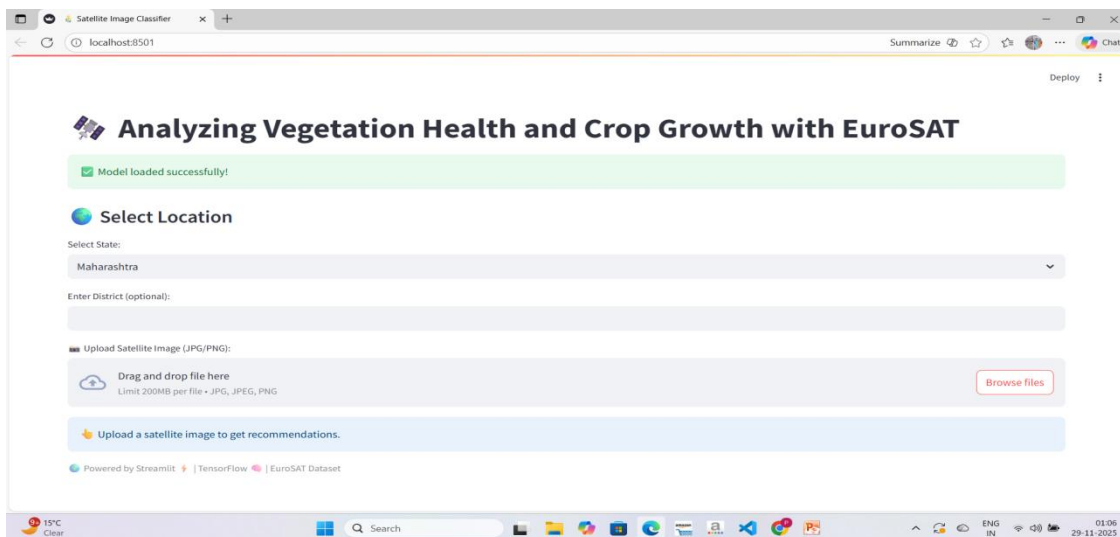 Satellite Image Classifier
localhost:8501
Summarize
Chat
Deploy
Analyzing Vegetation Health and Crop Growth with EuroSAT
Model loaded successfully!
Select Location
Select State:
Maharashtra
Enter District (optional):
Upload Satellite Image (JPG/PNG):
Drag and drop file here
Limit 200MB per file • JPG, JPEG, PNG
Browse files
Upload a satellite image to get recommendations.
Powered by Streamlit | TensorFlow | EuroSAT Dataset
9+
15°C
Clear
Search
ENG
IN
01:06
29-11-2025